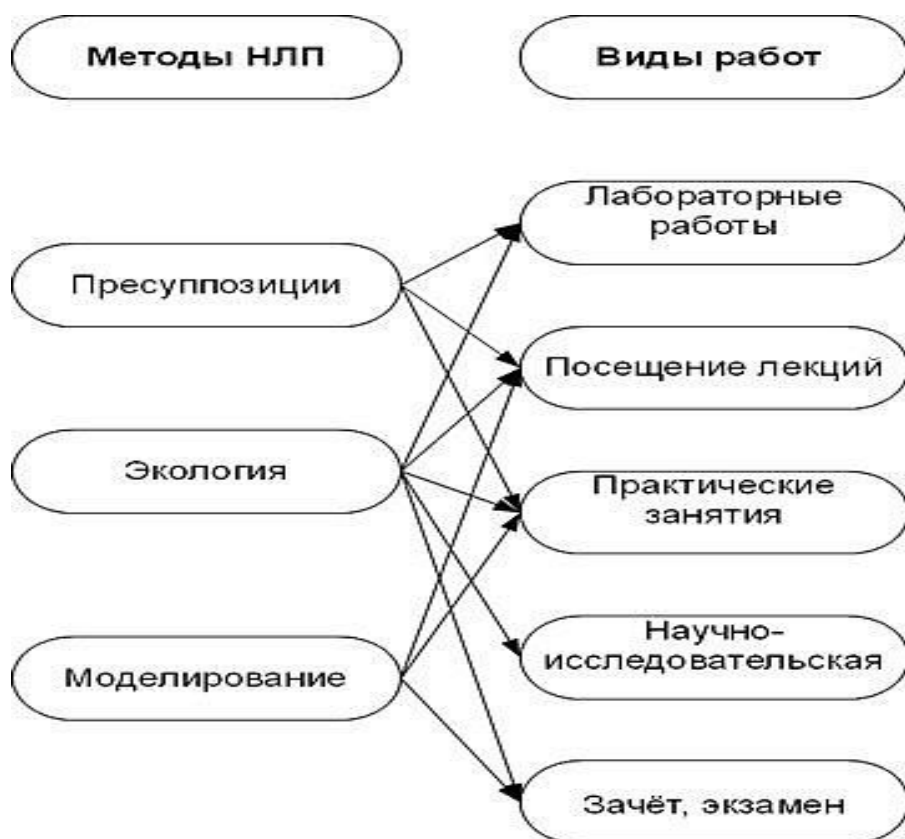 Методы НЛП
Виды работ
Лабораторные
работы
Пресуппозиции
Посещение лекций
Экология
Практические
занятия
Научно-
исследовательская
Моделирование
Зачёт, экзамен